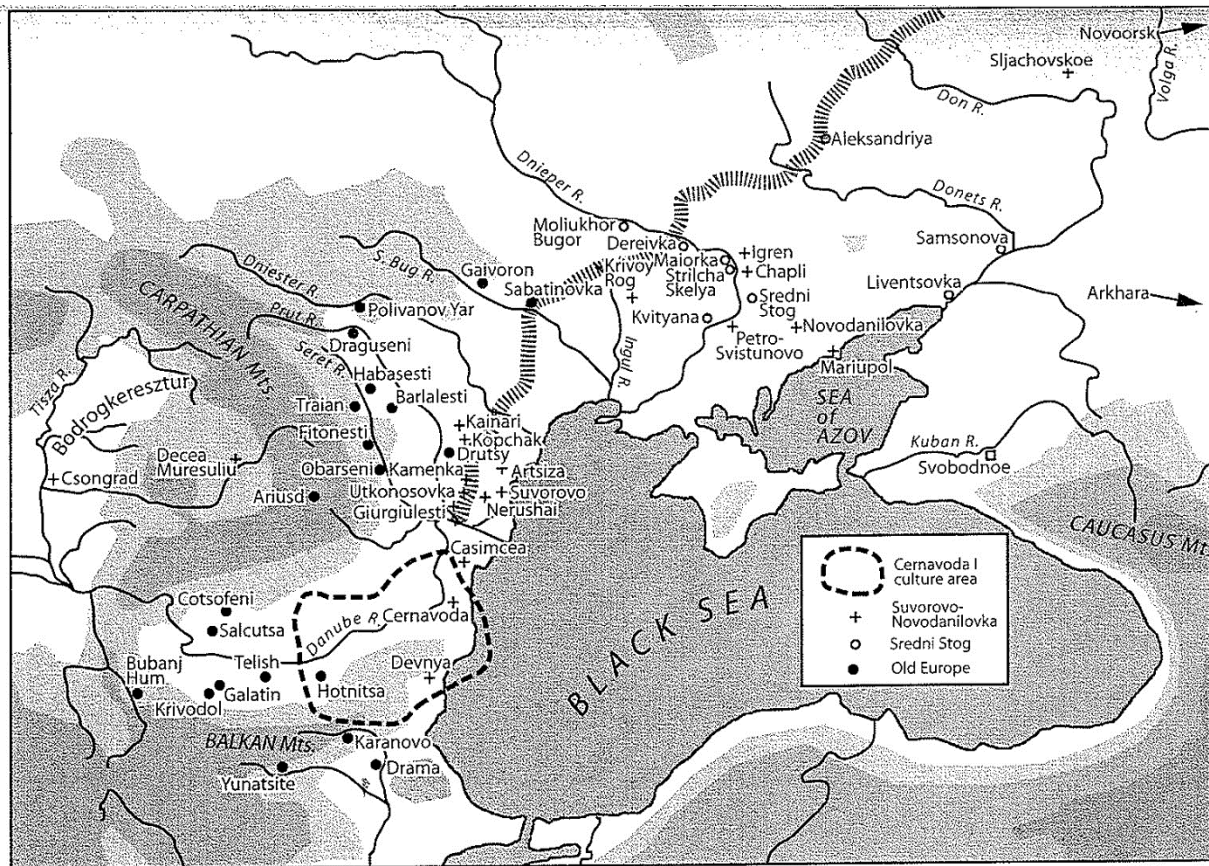 Novoorsk
Sljachovskoe
Volga R.
Don R.
Aleksandriya
Dnieper R.
Donets R.
Moliukhor
Bugor
Dereivka
Maiorka
Igren
Chapli
Samsonova
S. Bug R.
Gaivoron
Krivoy
Rog
Strilcha
Skelya
Sabatinovka
Sredni
Stog
Liventsovka
Arkhara
Dniester R.
CARPATHIAN Mts.
Polivanov Yar
Kvityana
Ingul R.
Petro-
Svistunovo
Novodanilovka
Prut R.
Draguseni
Mariupol
Seret R.
Habasesti
Tisza R.
Bodrogkeresztur
Traian
Barlalesti
SEA
of
AZOV
Kainari
Kopchak
Fitonesti
Drutsy
Kuban R.
Decea
Muresuliu
Svobodnoe
Csongrad
Obarseni
Kamenka
Artsiza
Ariusd
Utkonosovka
Suvorovo
Giurgiulesti
Nerushai
CAUCASUS Mt
Casimcea
Cernavoda I
culture area
Cotsofeni
Cernavoda
Suvorovo-
Novodanilovka
Salcutsa
Danube R.
BLACK SEA
Sredni Stog
Telish
Devnya
Old Europe
Bubanj
Hum
Galatin
Hotnitsa
Krivodol
BALKAN Mts.
Karanovo
Drama
Yunatsite